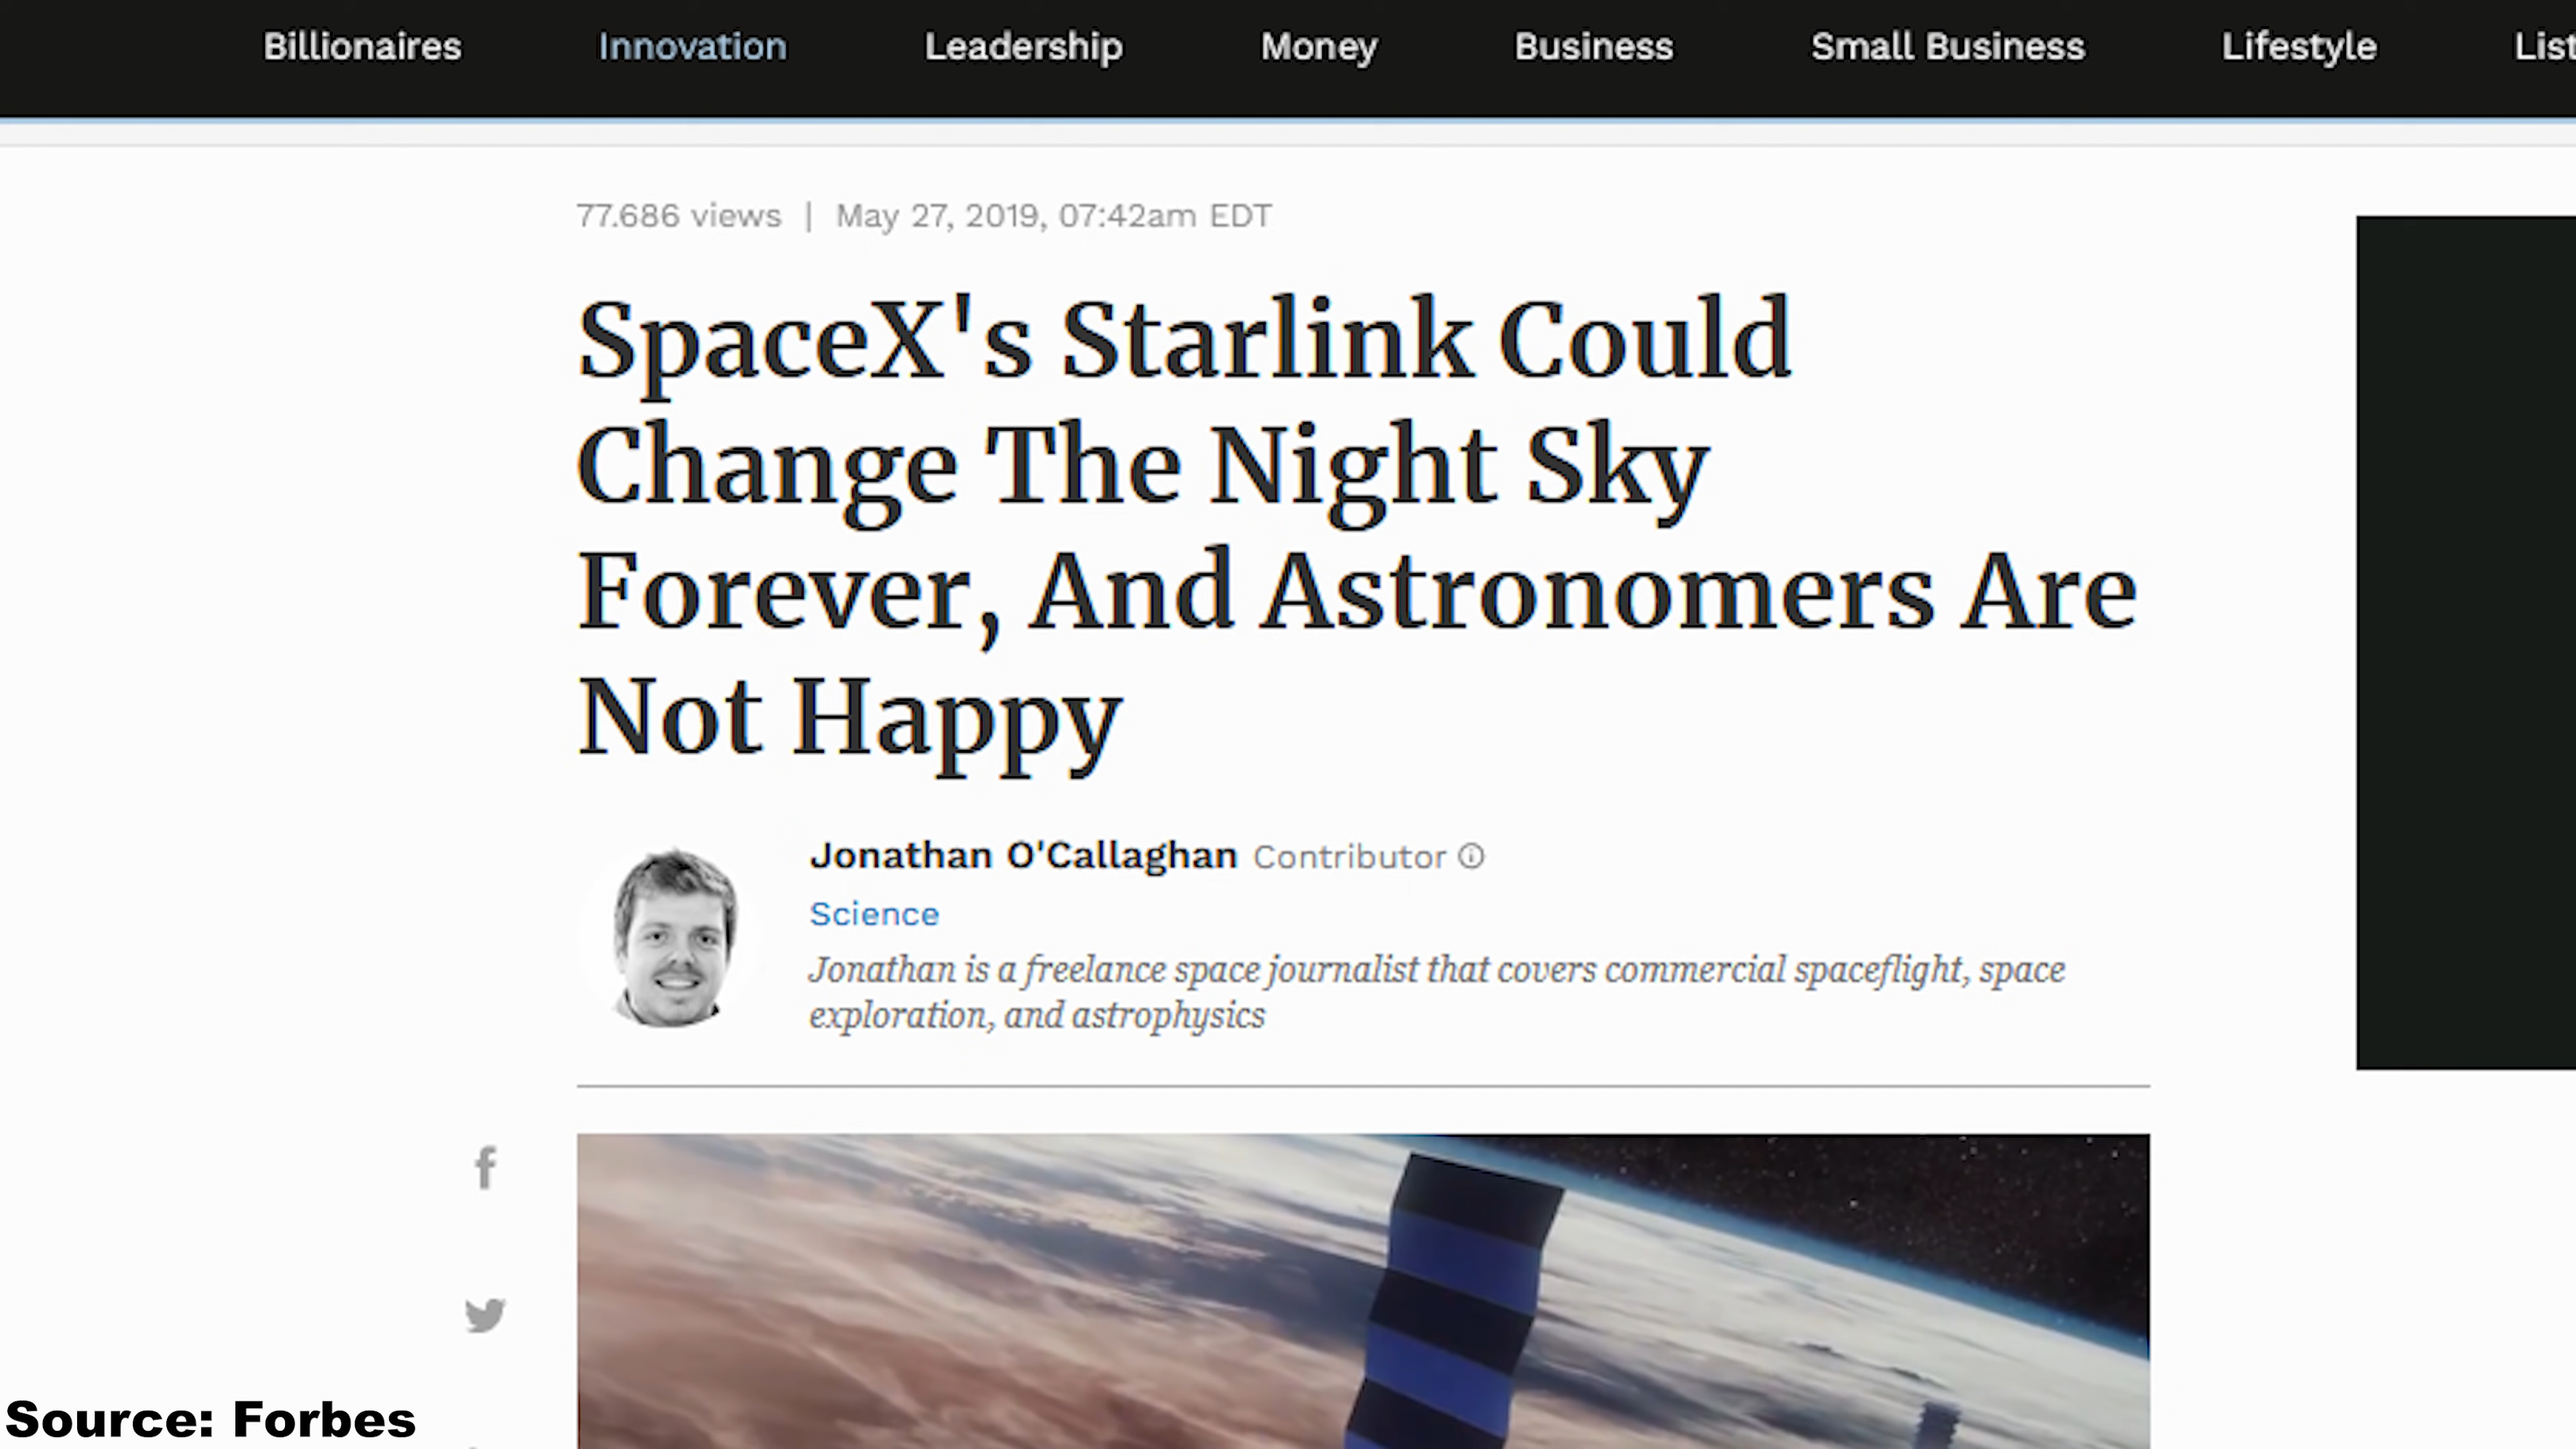 Billionaires Innovation Leadership Money Business Small Business Lifestyle
77.686 views | May 27, 2019, 07:42am EDT
SpaceX's Starlink Could
Change The Night Sky
Forever, And Astronomers Are
Not Happy
Jonathan O'Callaghan Contributor
Science
Jonathan is a freelance space journalist that covers commercial spaceflight, space
exploration, and astrophysics
Source: Forbes